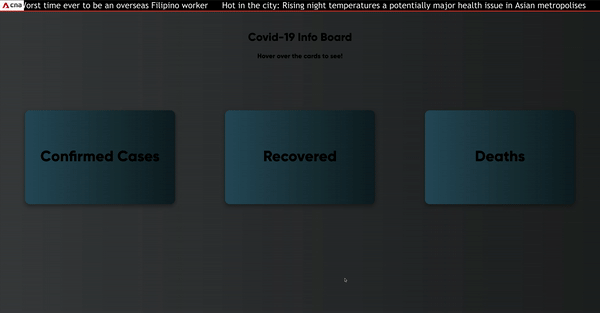 cna orst time ever to be an overseas Filipino worker Hot in the city: Rising night temperatures a potentially major health issue in Asian metropolises
Covid-19 Info Board
Hover over the cards to see!
Confirmed Cases
Recovered
Deaths